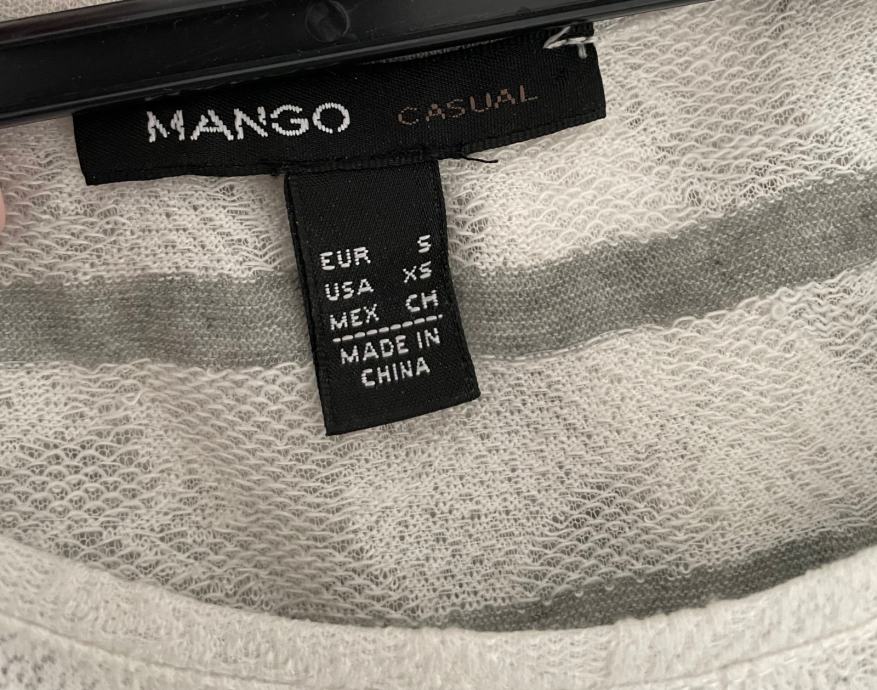 MANGO CASUAL
EUR S
USA XS
MEX CH
MADE IN
CHINA